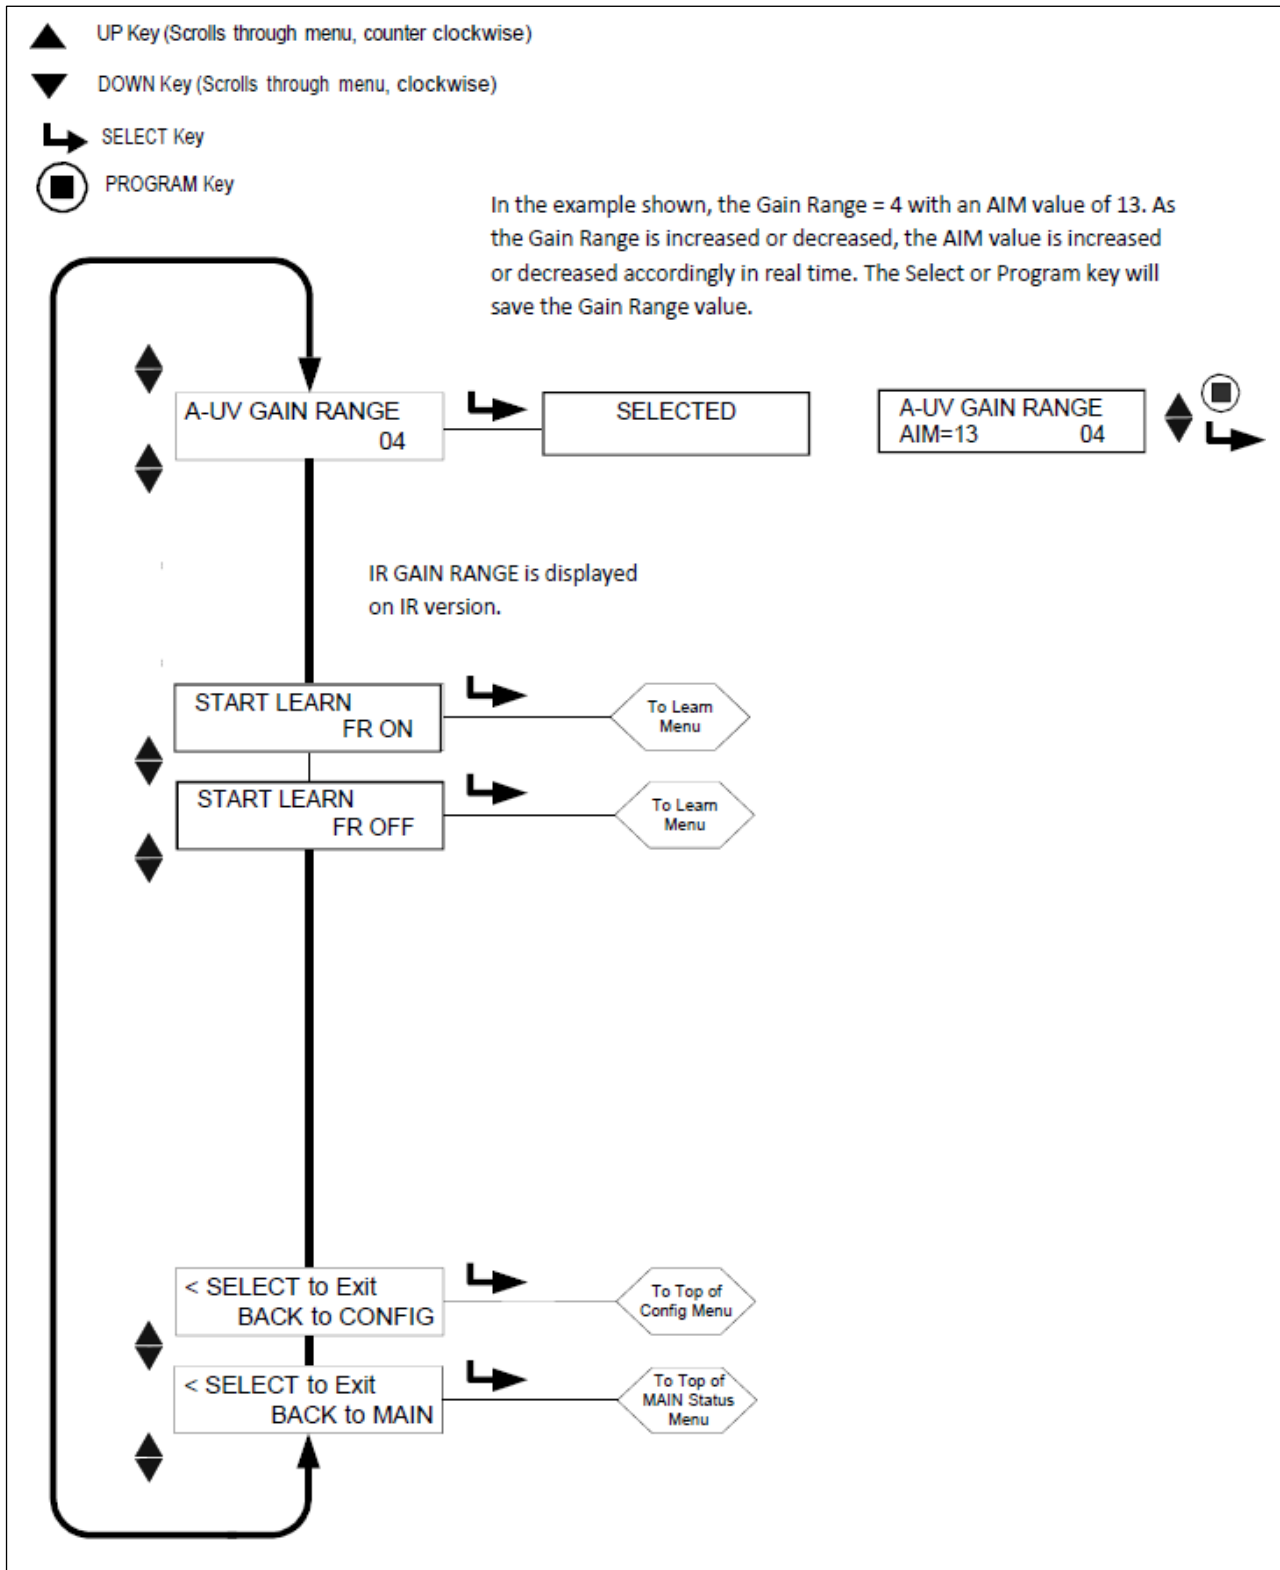 UP Key (Scrolls through menu, counter clockwise)
DOWN Key (Scrolls through menu, clockwise)
SELECT Key
PROGRAM Key
In the example shown, the Gain Range = 4 with an AIM value of 13. As
the Gain Range is increased or decreased, the AIM value is increased
or decreased accordingly in real time. The Select or Program key will
save the Gain Range value.
A-UV GAIN RANGE
04
SELECTED
A-UV GAIN RANGE
AIM=13 04
IR GAIN RANGE is displayed
on IR version.
START LEARN
FR ON
To Learn
Menu
START LEARN
FR OFF
To Learn
Menu
< SELECT to Exit
BACK to CONFIG
To Top of
Config Menu
< SELECT to Exit
BACK to MAIN
To Top of
MAIN Status
Menu